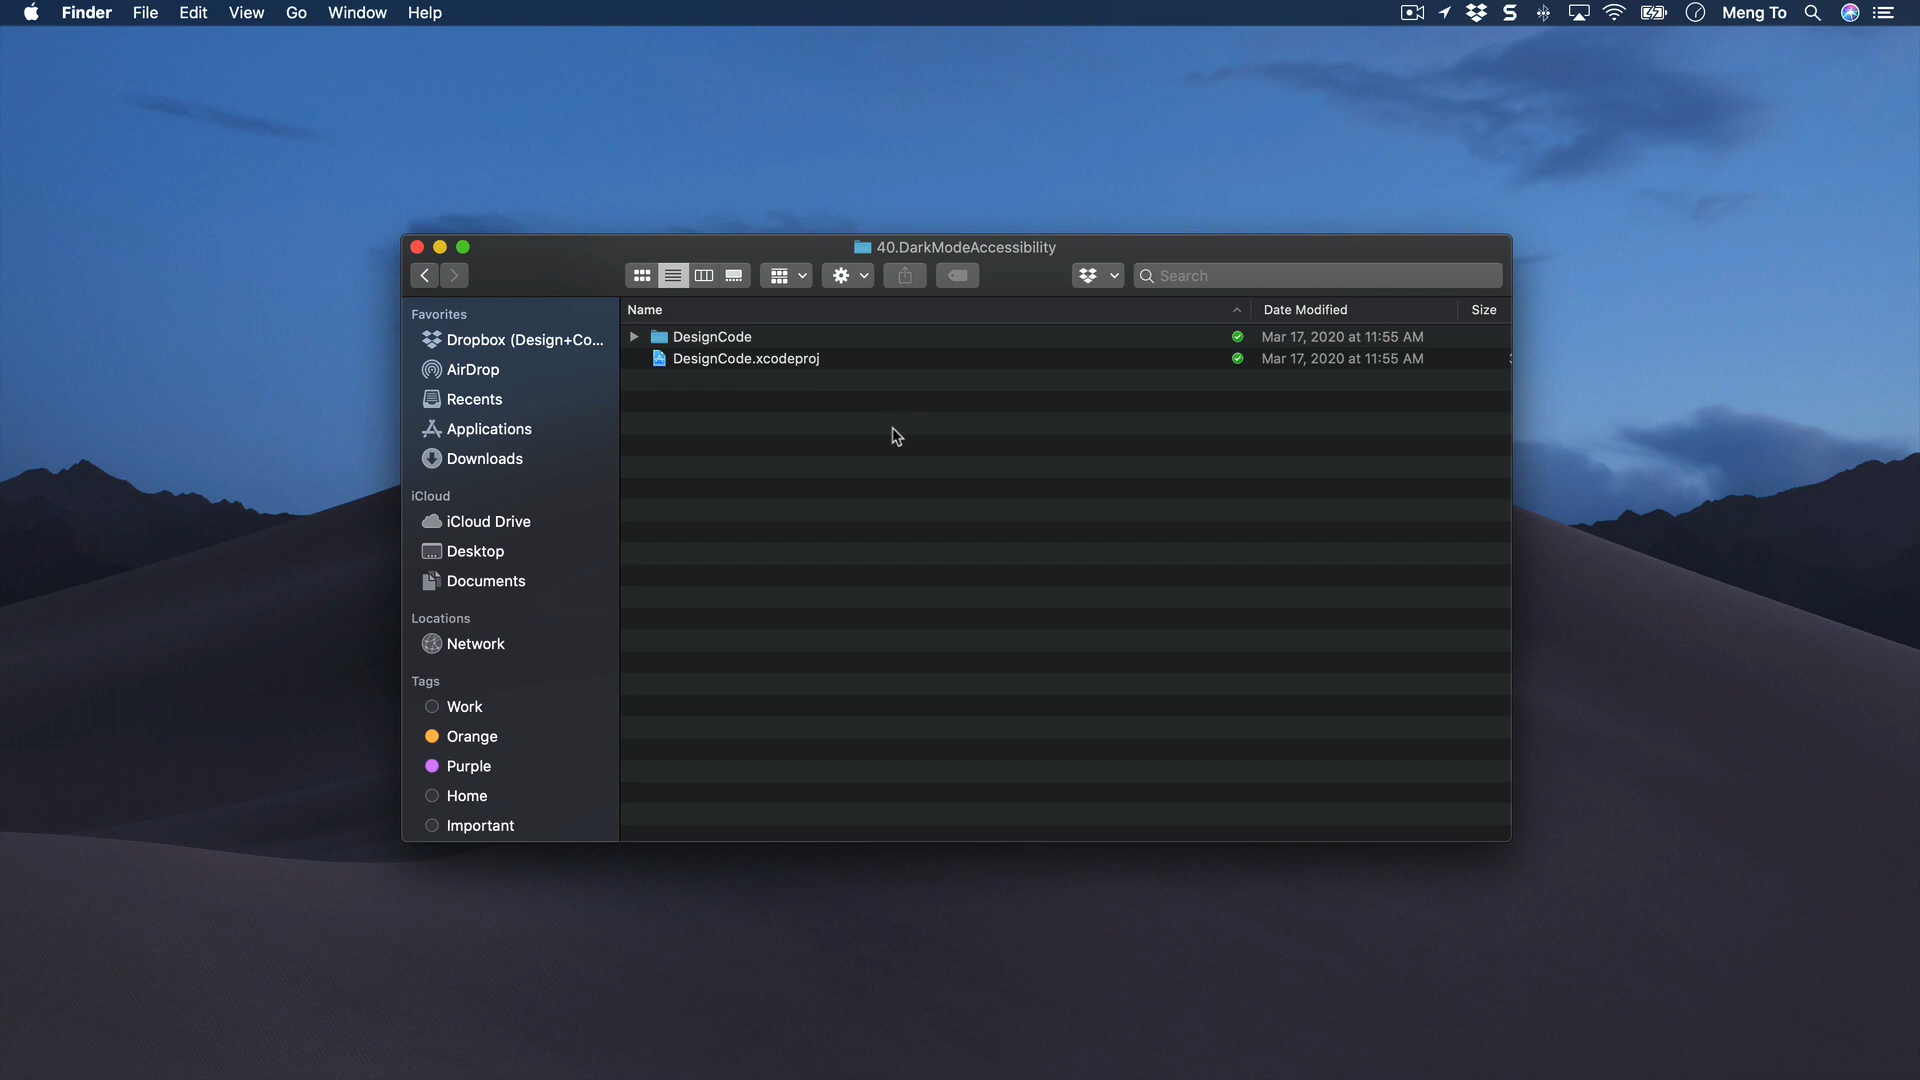 Finder File Edit View Go Window Help Meng To
40.DarkModeAccessibility
Search
Favorites
Dropbox (Design+Co...
AirDrop
Recents
Applications
Downloads
iCloud
iCloud Drive
Desktop
Documents
Locations
Network
Tags
Work
Orange
Purple
Home
Important
Name Date Modified Size
DesignCode Mar 17, 2020 at 11:55 AM
DesignCode.xcodeproj Mar 17, 2020 at 11:55 AM